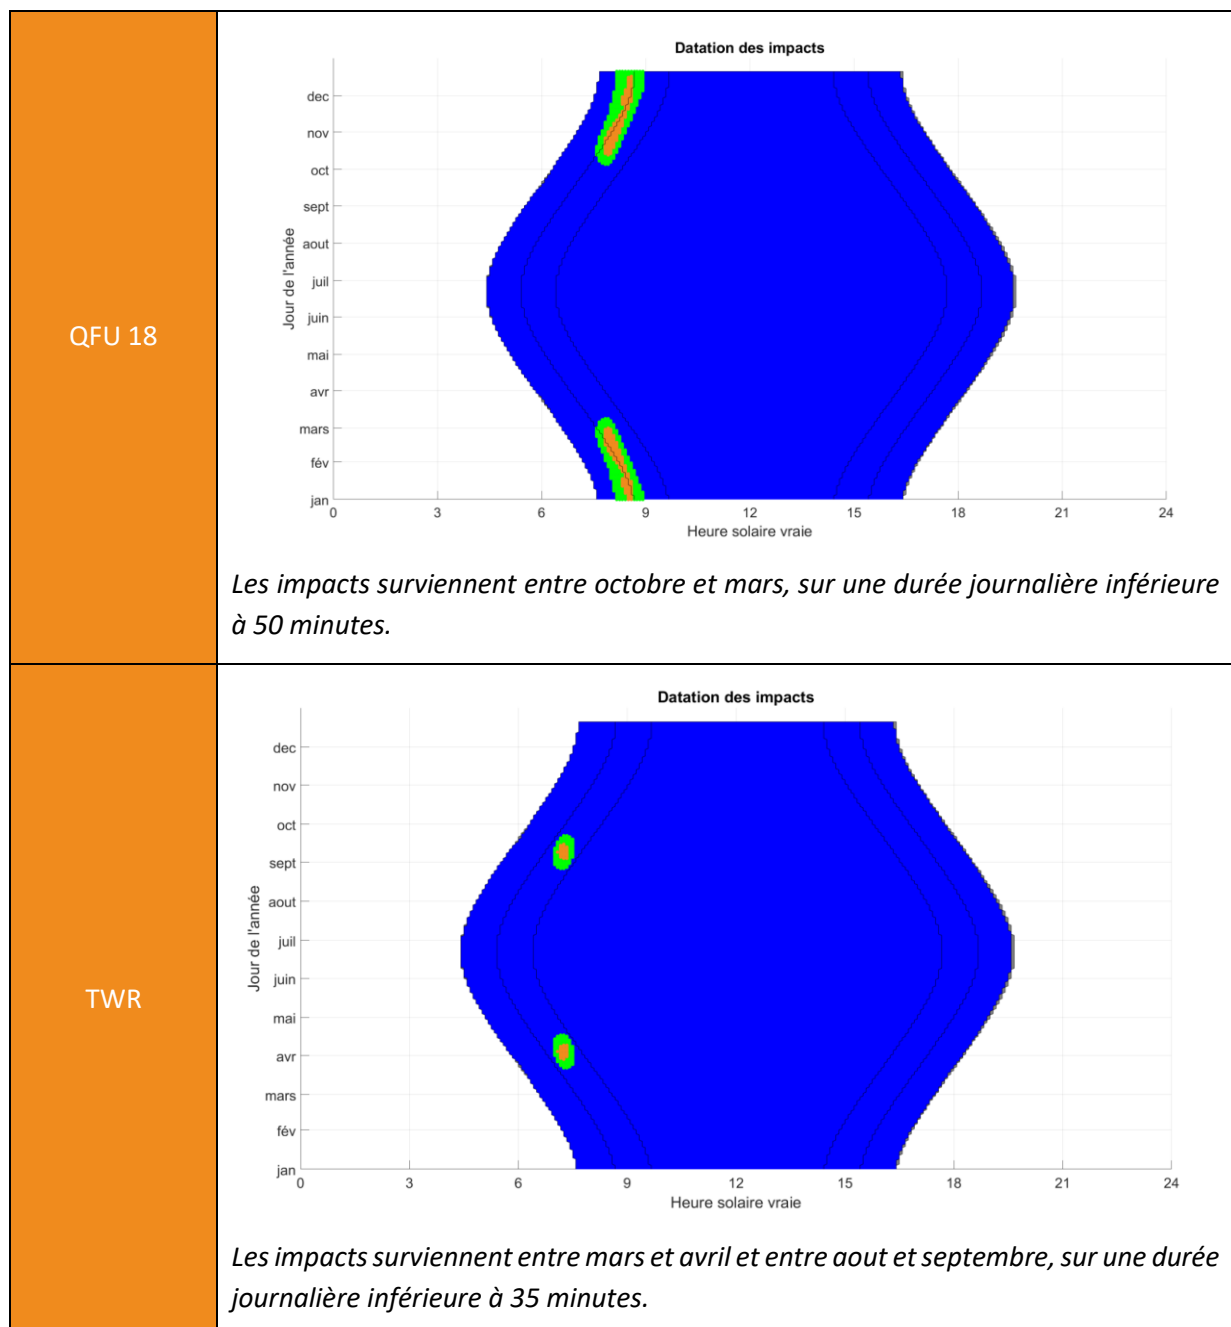 QFU 18
Datation des impacts
Jour de l'année
dec
nov
oct
sept
aout
juil
juin
mai
avr
mars
fév
jan
0 3 6 9 12 15 18 21 24
Heure solaire vraie
Les impacts surviennent entre octobre et mars, sur une durée journalière inférieure
à 50 minutes.
TWR
Datation des impacts
Jour de l'année
dec
nov
oct
sept
aout
juil
juin
mai
avr
mars
fév
jan
0 3 6 9 12 15 18 21 24
Heure solaire vraie
Les impacts surviennent entre mars et avril et entre aout et septembre, sur une durée
journalière inférieure à 35 minutes.